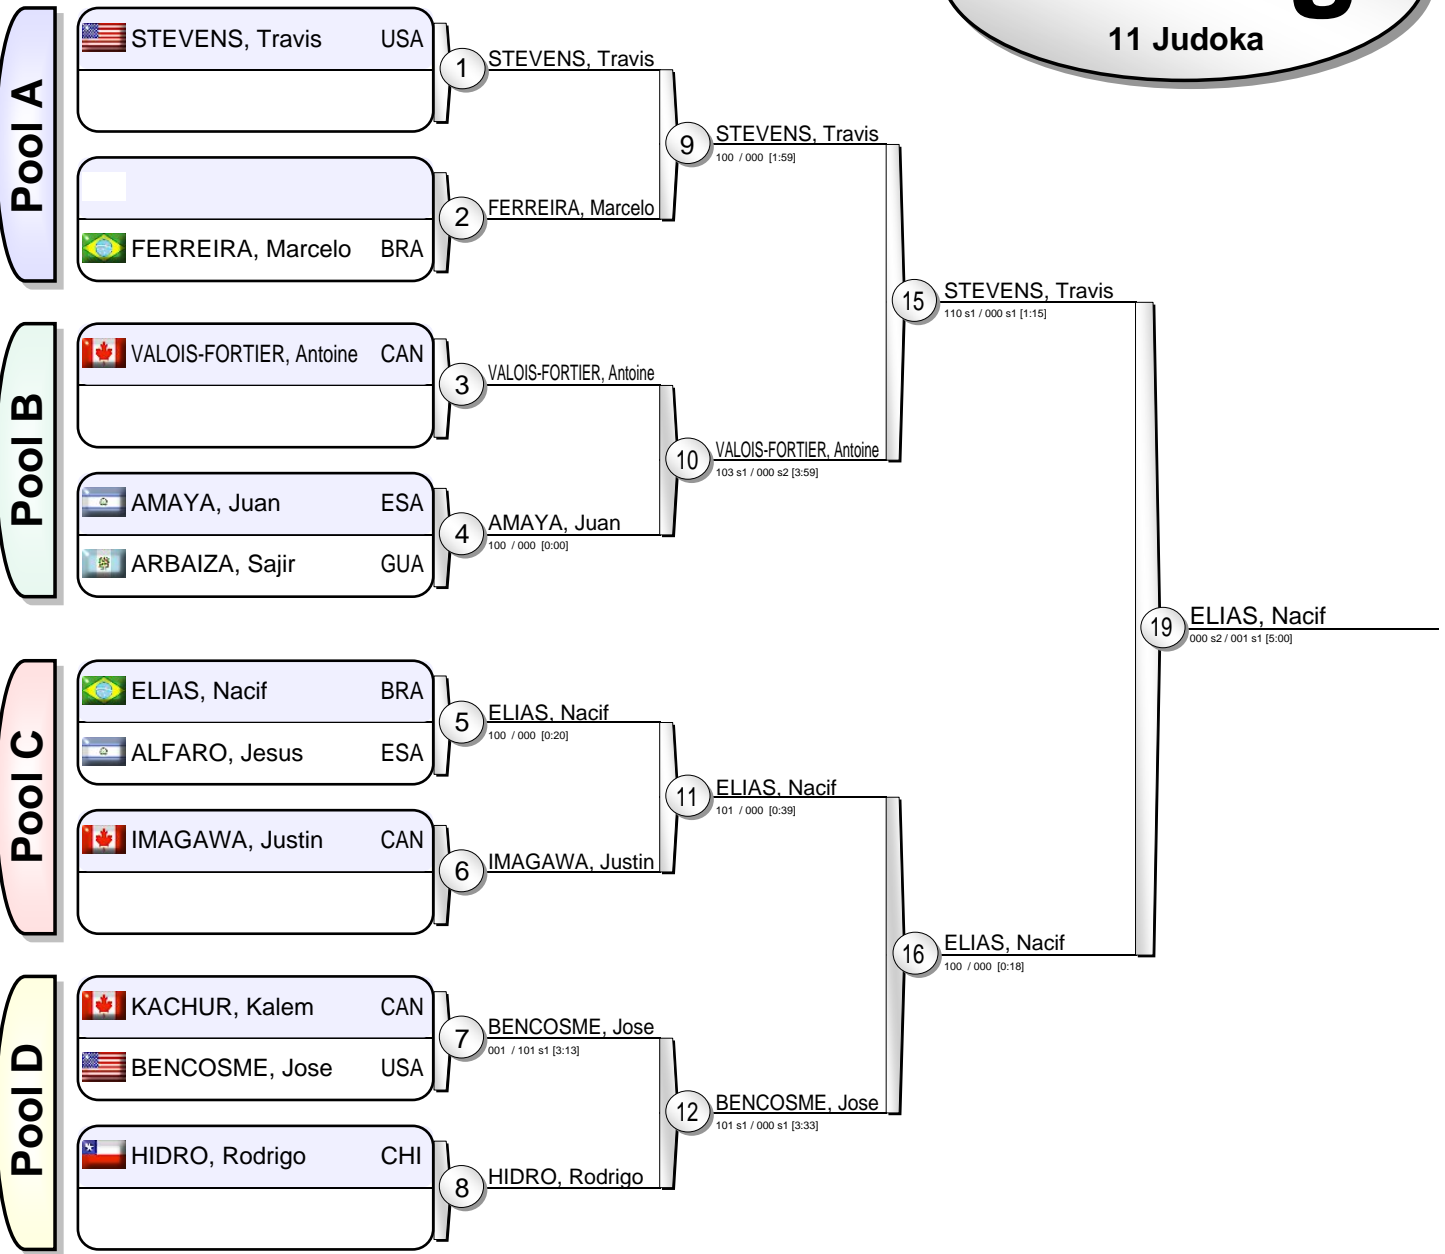 11 Judoka
Pool A
STEVENS, Travis USA
1 STEVENS, Travis
9 STEVENS, Travis
100 / 000 [1:59]
2 FERREIRA, Marcelo
FERREIRA, Marcelo BRA
15 STEVENS, Travis
110 s1 / 000 s1 [1:15]
Pool B
VALOIS-FORTIER, Antoine CAN
3 VALOIS-FORTIER, Antoine
10 VALOIS-FORTIER, Antoine
103 s1 / 000 s2 [3:59]
AMAYA, Juan ESA
4 AMAYA, Juan
100 / 000 [0:00]
ARBAIZA, Sajir GUA
19 ELIAS, Nacif
000 s2 / 001 s1 [5:00]
Pool C
ELIAS, Nacif BRA
5 ELIAS, Nacif
100 / 000 [0:20]
ALFARO, Jesus ESA
11 ELIAS, Nacif
101 / 000 [0:39]
IMAGAWA, Justin CAN
6 IMAGAWA, Justin
16 ELIAS, Nacif
100 / 000 [0:18]
Pool D
KACHUR, Kalem CAN
7 BENCOSME, Jose
001 / 101 s1 [3:13]
BENCOSME, Jose USA
12 BENCOSME, Jose
101 s1 / 000 s1 [3:33]
HIDRO, Rodrigo CHI
8 HIDRO, Rodrigo